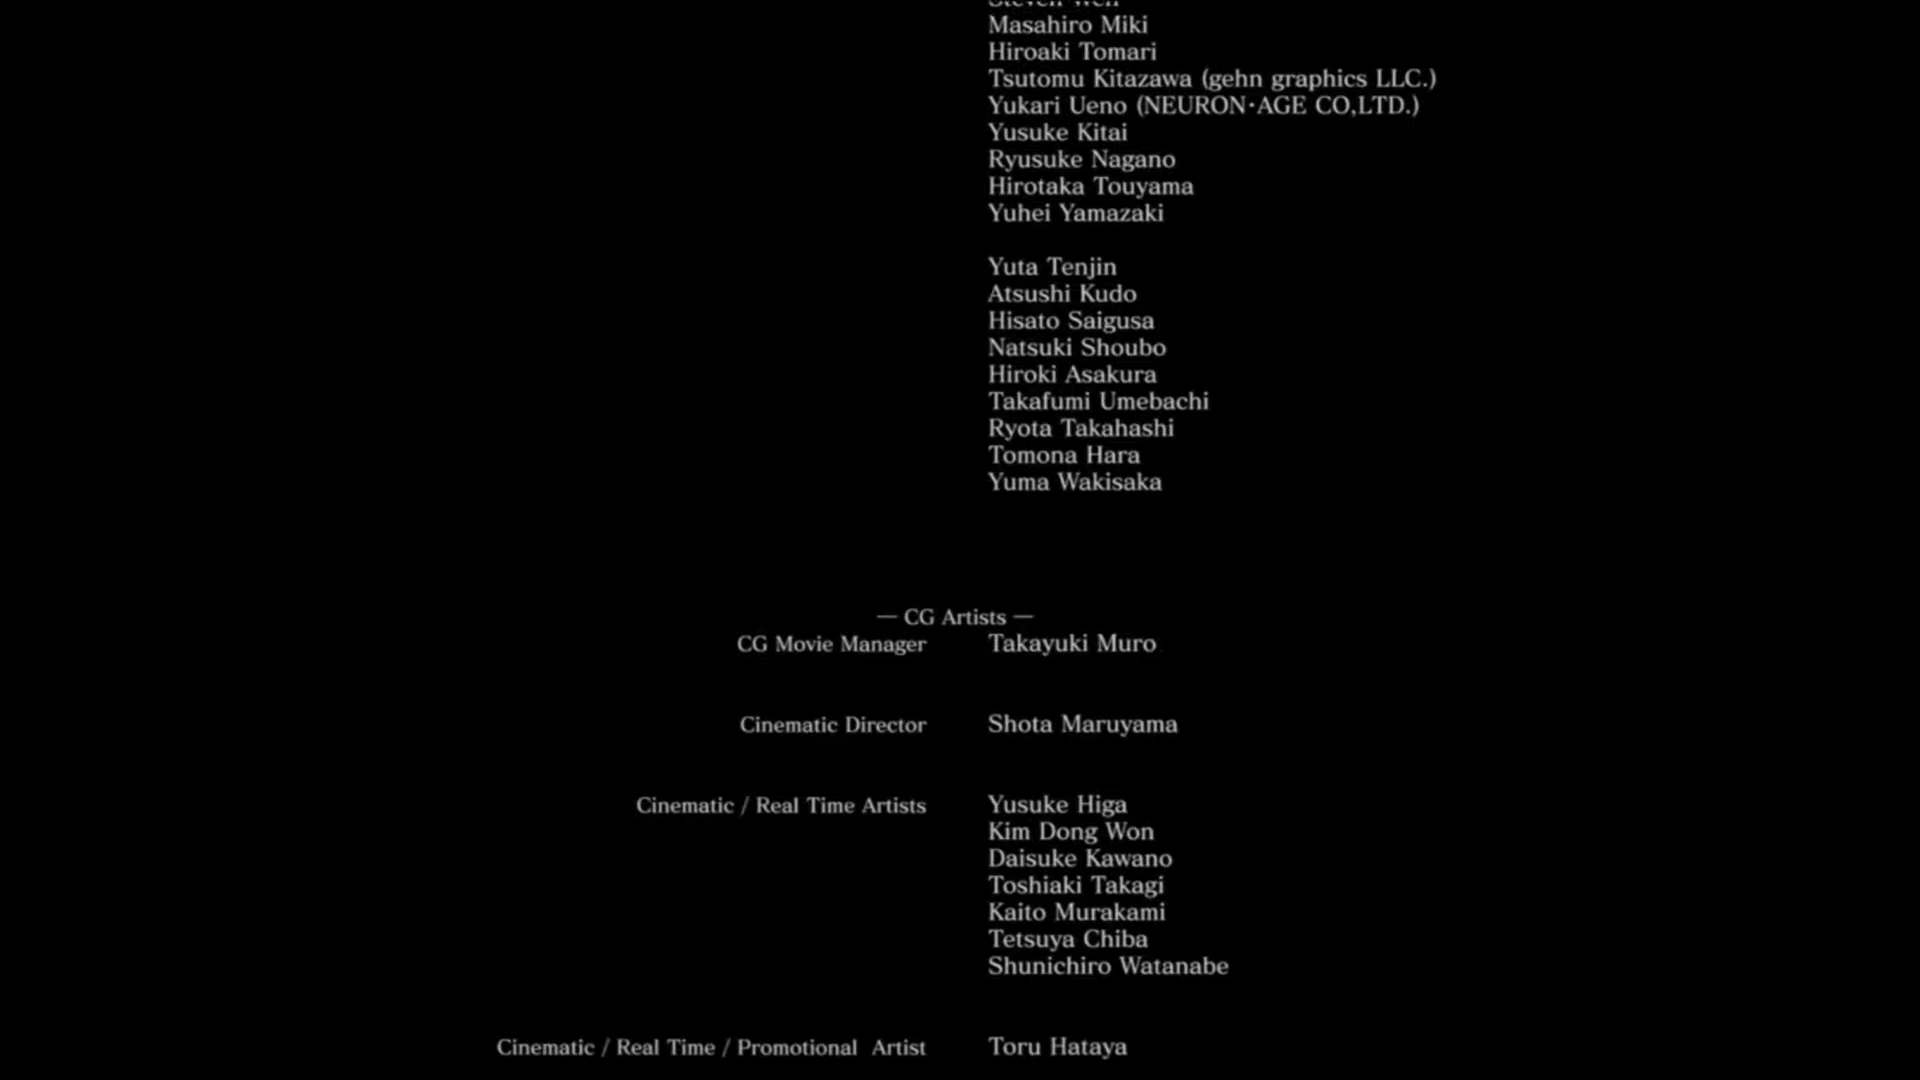 Masahiro Miki
Hiroaki Tomari
Tsutomu Kitazawa (gehn graphics LLC.)
Yukari Ueno (NEURON・AGE CO,LTD.)
Yusuke Kitai
Ryusuke Nagano
Hirotaka Touyama
Yuhei Yamazaki
Yuta Tenjin
Atsushi Kudo
Hisato Saigusa
Natsuki Shoubo
Hiroki Asakura
Takafumi Umebachi
Ryota Takahashi
Tomona Hara
Yuma Wakisaka
— CG Artists —
CG Movie Manager Takayuki Muro
Cinematic Director Shota Maruyama
Cinematic / Real Time Artists Yusuke Higa
Kim Dong Won
Daisuke Kawano
Toshiaki Takagi
Kaito Murakami
Tetsuya Chiba
Shunichiro Watanabe
Cinematic / Real Time / Promotional Artist Toru Hataya